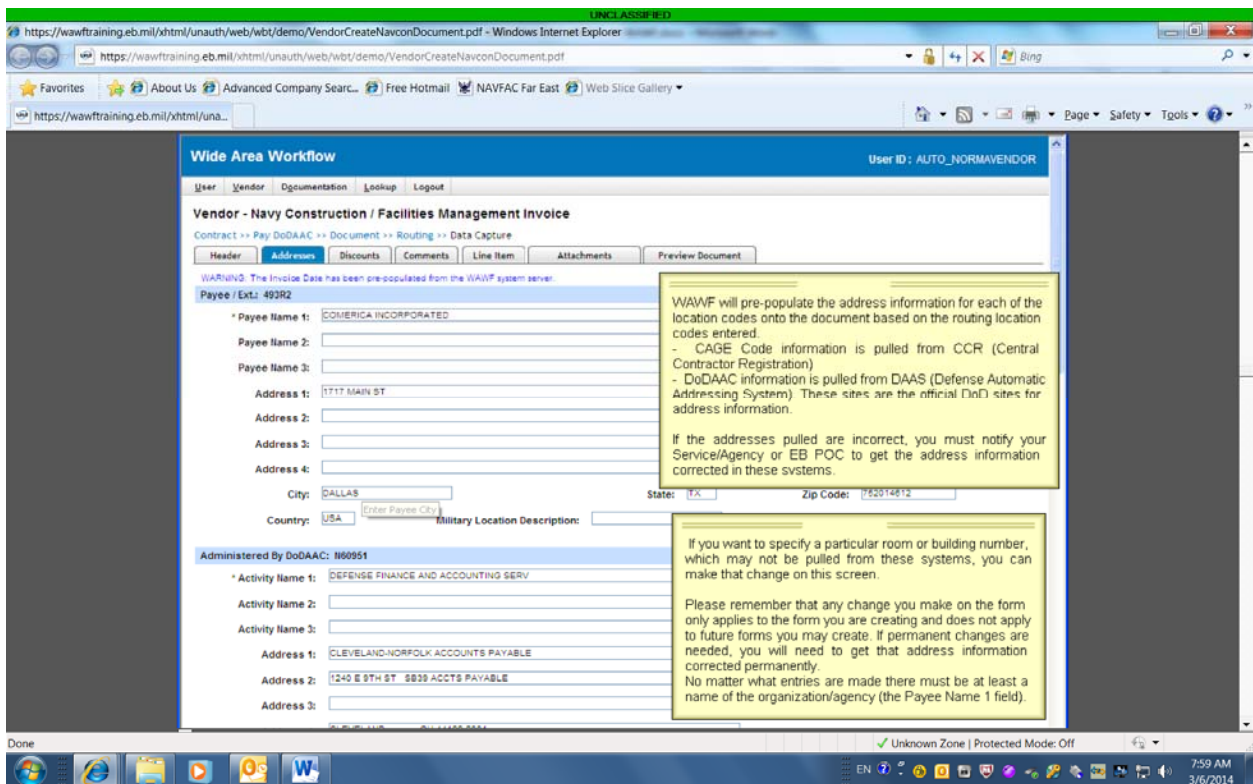 UNCLASSIFIED
https://wawftraining.eb.mil/xhtml/unauth/web/wbt/demo/VendorCreateNavconDocument.pdf - Windows Internet Explorer
https://wawftraining.eb.mil/xhtml/unauth/web/wbt/demo/VendorCreateNavconDocument.pdf
Bing
Favorites About Us Advanced Company Searc... Free Hotmail NAVFAC Far East Web Slice Gallery
https://wawftraining.eb.mil/xhtml/una...
Page Safety Tools
Wide Area Workflow
User ID : AUTO_NORMAVENDOR
User Vendor Documentation Lookup Logout
Vendor - Navy Construction / Facilities Management Invoice
Contract >> Pay DoDAAC >> Document >> Routing >> Data Capture
Header Addresses Discounts Comments Line Item Attachments Preview Document
WARNING: The Invoice Date has been pre-populated from the WAWF system server.
Payee / Ext.: 493R2
* Payee Name 1: COMERICA INCORPORATED
Payee Name 2:
Payee Name 3:
Address 1: 1717 MAIN ST
Address 2:
Address 3:
Address 4:
City: DALLAS State: TX Zip Code: 752014612
Enter Payee City
Country: USA Military Location Description:
WAWF will pre-populate the address information for each of the
location codes onto the document based on the routing location
codes entered.
- CAGE Code information is pulled from CCR (Central
Contractor Registration)
- DoDAAC information is pulled from DAAS (Defense Automatic
Addressing System). These sites are the official DoD sites for
address information.
If the addresses pulled are incorrect, you must notify your
Service/Agency or EB POC to get the address information
corrected in these systems.
Administered By DoDAAC: N60951
* Activity Name 1: DEFENSE FINANCE AND ACCOUNTING SERV
Activity Name 2:
Activity Name 3:
Address 1: CLEVELAND-NORFOLK ACCOUNTS PAYABLE
Address 2: 1240 E 9TH ST SB39 ACCTS PAYABLE
Address 3:
If you want to specify a particular room or building number,
which may not be pulled from these systems, you can
make that change on this screen.
Please remember that any change you make on the form
only applies to the form you are creating and does not apply
to future forms you may create. If permanent changes are
needed, you will need to get that address information
corrected permanently.
No matter what entries are made there must be at least a
name of the organization/agency (the Payee Name 1 field).
Done
Unknown Zone | Protected Mode: Off
EN
7:59 AM
3/6/2014